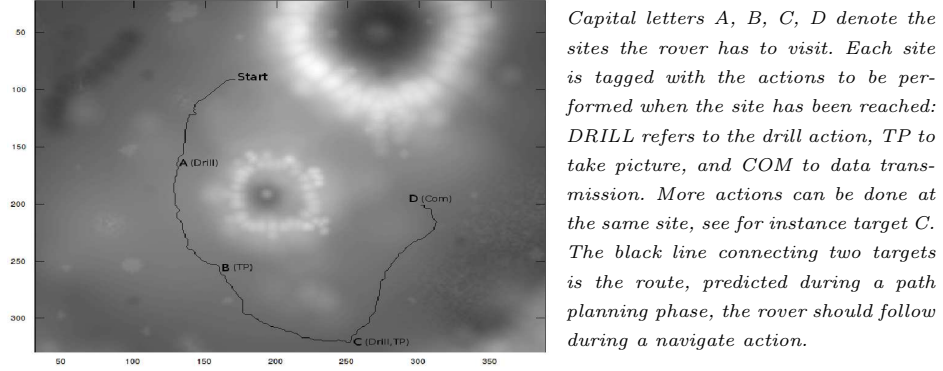 50
100
150
200
250
300
50 100 150 200 250 300 350
Start
A (Drill)
B (TP)
C (Drill,TP)
D (Com)
Capital letters A, B, C, D denote the
sites the rover has to visit. Each site
is tagged with the actions to be per-
formed when the site has been reached:
DRILL refers to the drill action, TP to
take picture, and COM to data trans-
mission. More actions can be done at
the same site, see for instance target C.
The black line connecting two targets
is the route, predicted during a path
planning phase, the rover should follow
during a navigate action.